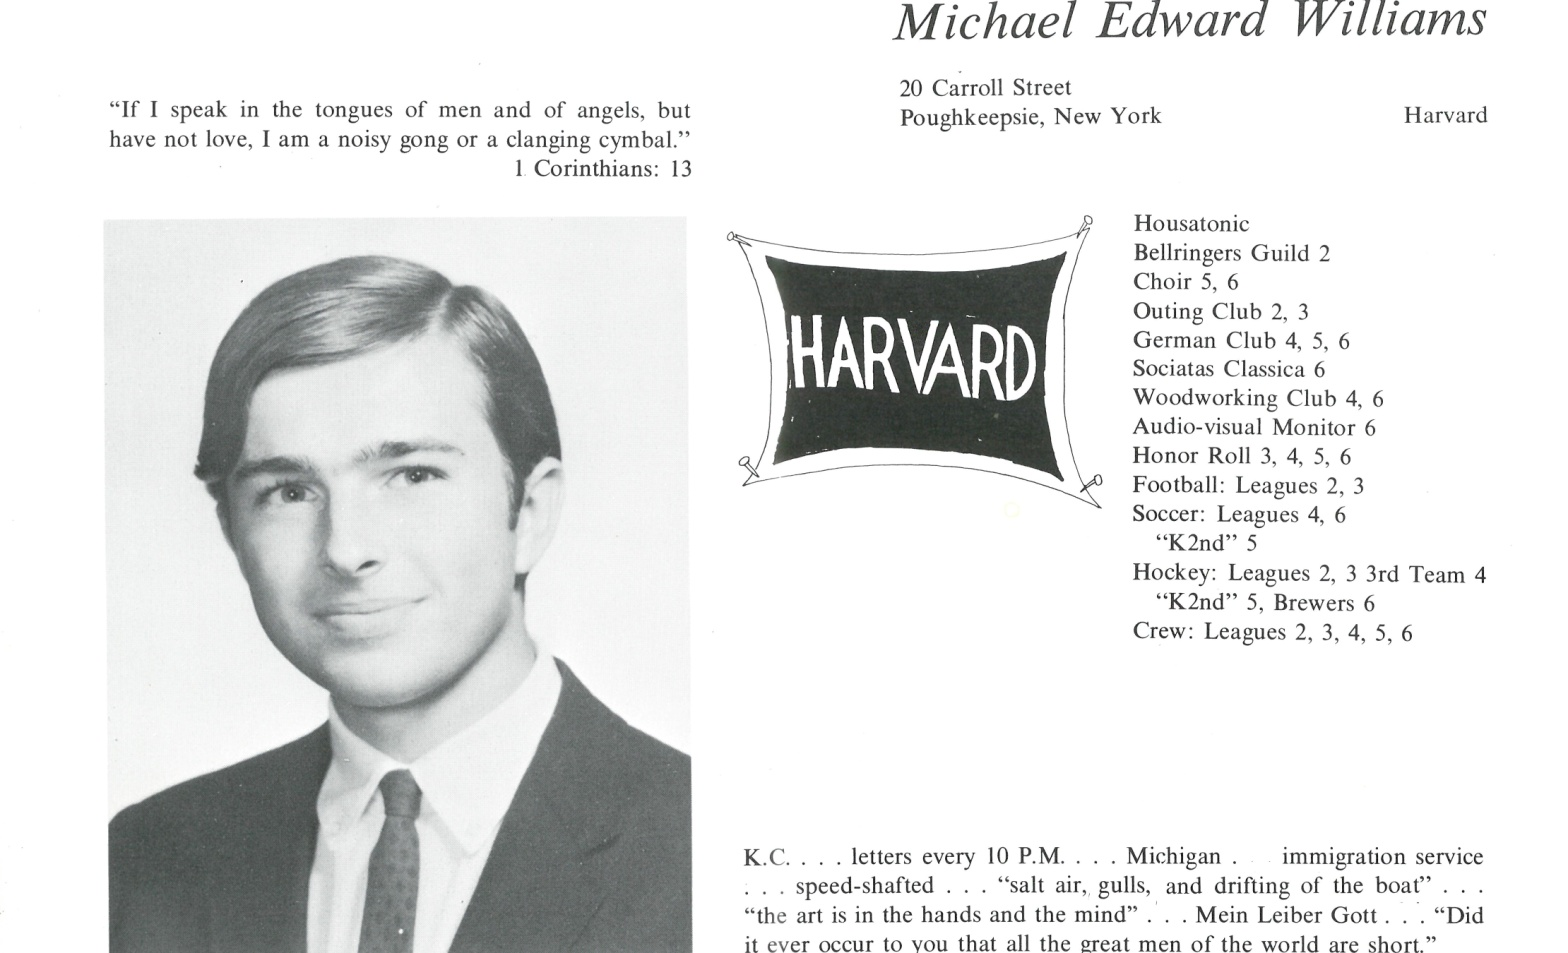 Michael Edward Williams
20 Carroll Street
Poughkeepsie, New York Harvard
“If I speak in the tongues of men and of angels, but
have not love, I am a noisy gong or a clanging cymbal.”
1 Corinthians: 13
HARVARD
Housatonic
Bellringers Guild 2
Choir 5, 6
Outing Club 2, 3
German Club 4, 5, 6
Sociatas Classica 6
Woodworking Club 4, 6
Audio-visual Monitor 6
Honor Roll 3, 4, 5, 6
Football: Leagues 2, 3
Soccer: Leagues 4, 6
“K2nd” 5
Hockey: Leagues 2, 3 3rd Team 4
“K2nd” 5, Brewers 6
Crew: Leagues 2, 3, 4, 5, 6
K.C. . . . letters every 10 P.M. . . . Michigan . immigration service
. . . speed-shafted . . . “salt air, gulls, and drifting of the boat” . . .
“the art is in the hands and the mind” . . . Mein Leiber Gott . . . “Did
it ever occur to you that all the great men of the world are short.”